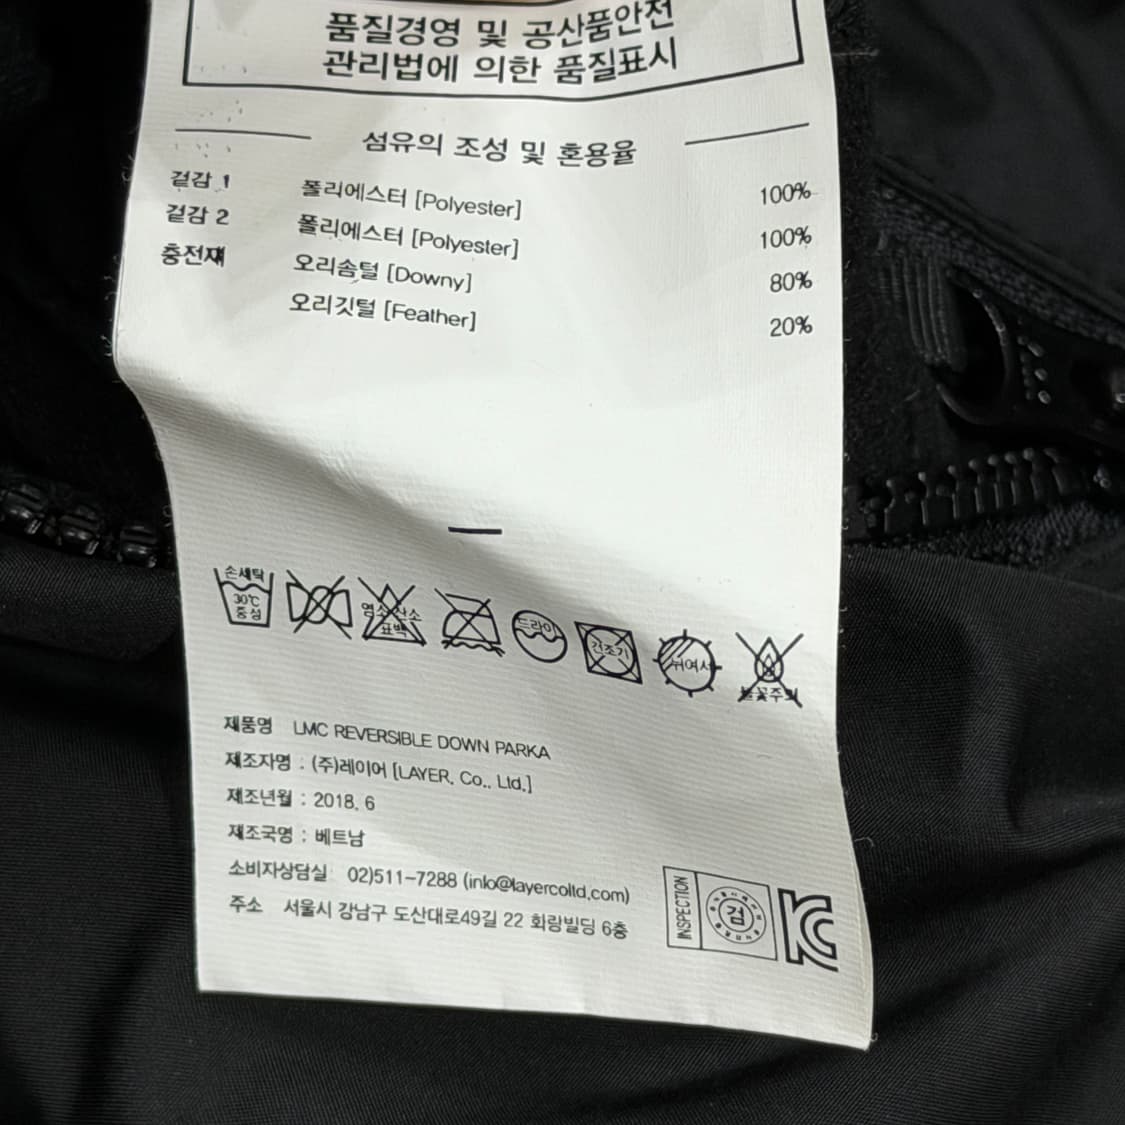 품질경영 및 공산품안전
관리법에 의한 품질표시
섬유의 조성 및 혼용율
겉감 1 폴리에스터 [Polyester] 100%
겉감 2 폴리에스터 [Polyester] 100%
충전재 오리솜털 [Downy] 80%
오리깃털 [Feather] 20%
손세탁
30℃
중성
염소 산소
표백
드라이
건조기
뉘여서
불꽃주의
제품명 LMC REVERSIBLE DOWN PARKA
제조자명 : (주)레이어 [LAYER. Co., Ltd.]
제조년월 : 2018. 6
제조국명 : 베트남
소비자상담실 02)511-7288 (info@layercoltd.com)
주소 서울시 강남구 도산대로49길 22 화랑빌딩 6층
INSPECTION
검
KC